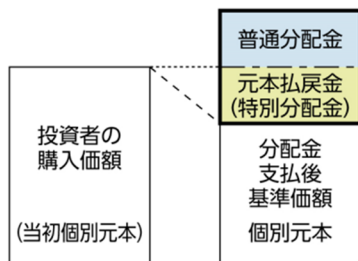 普通分配金
元本払戻金
(特別分配金)
投資者の
購入価額
(当初個別元本)
分配金
支払後
基準価額
個別元本